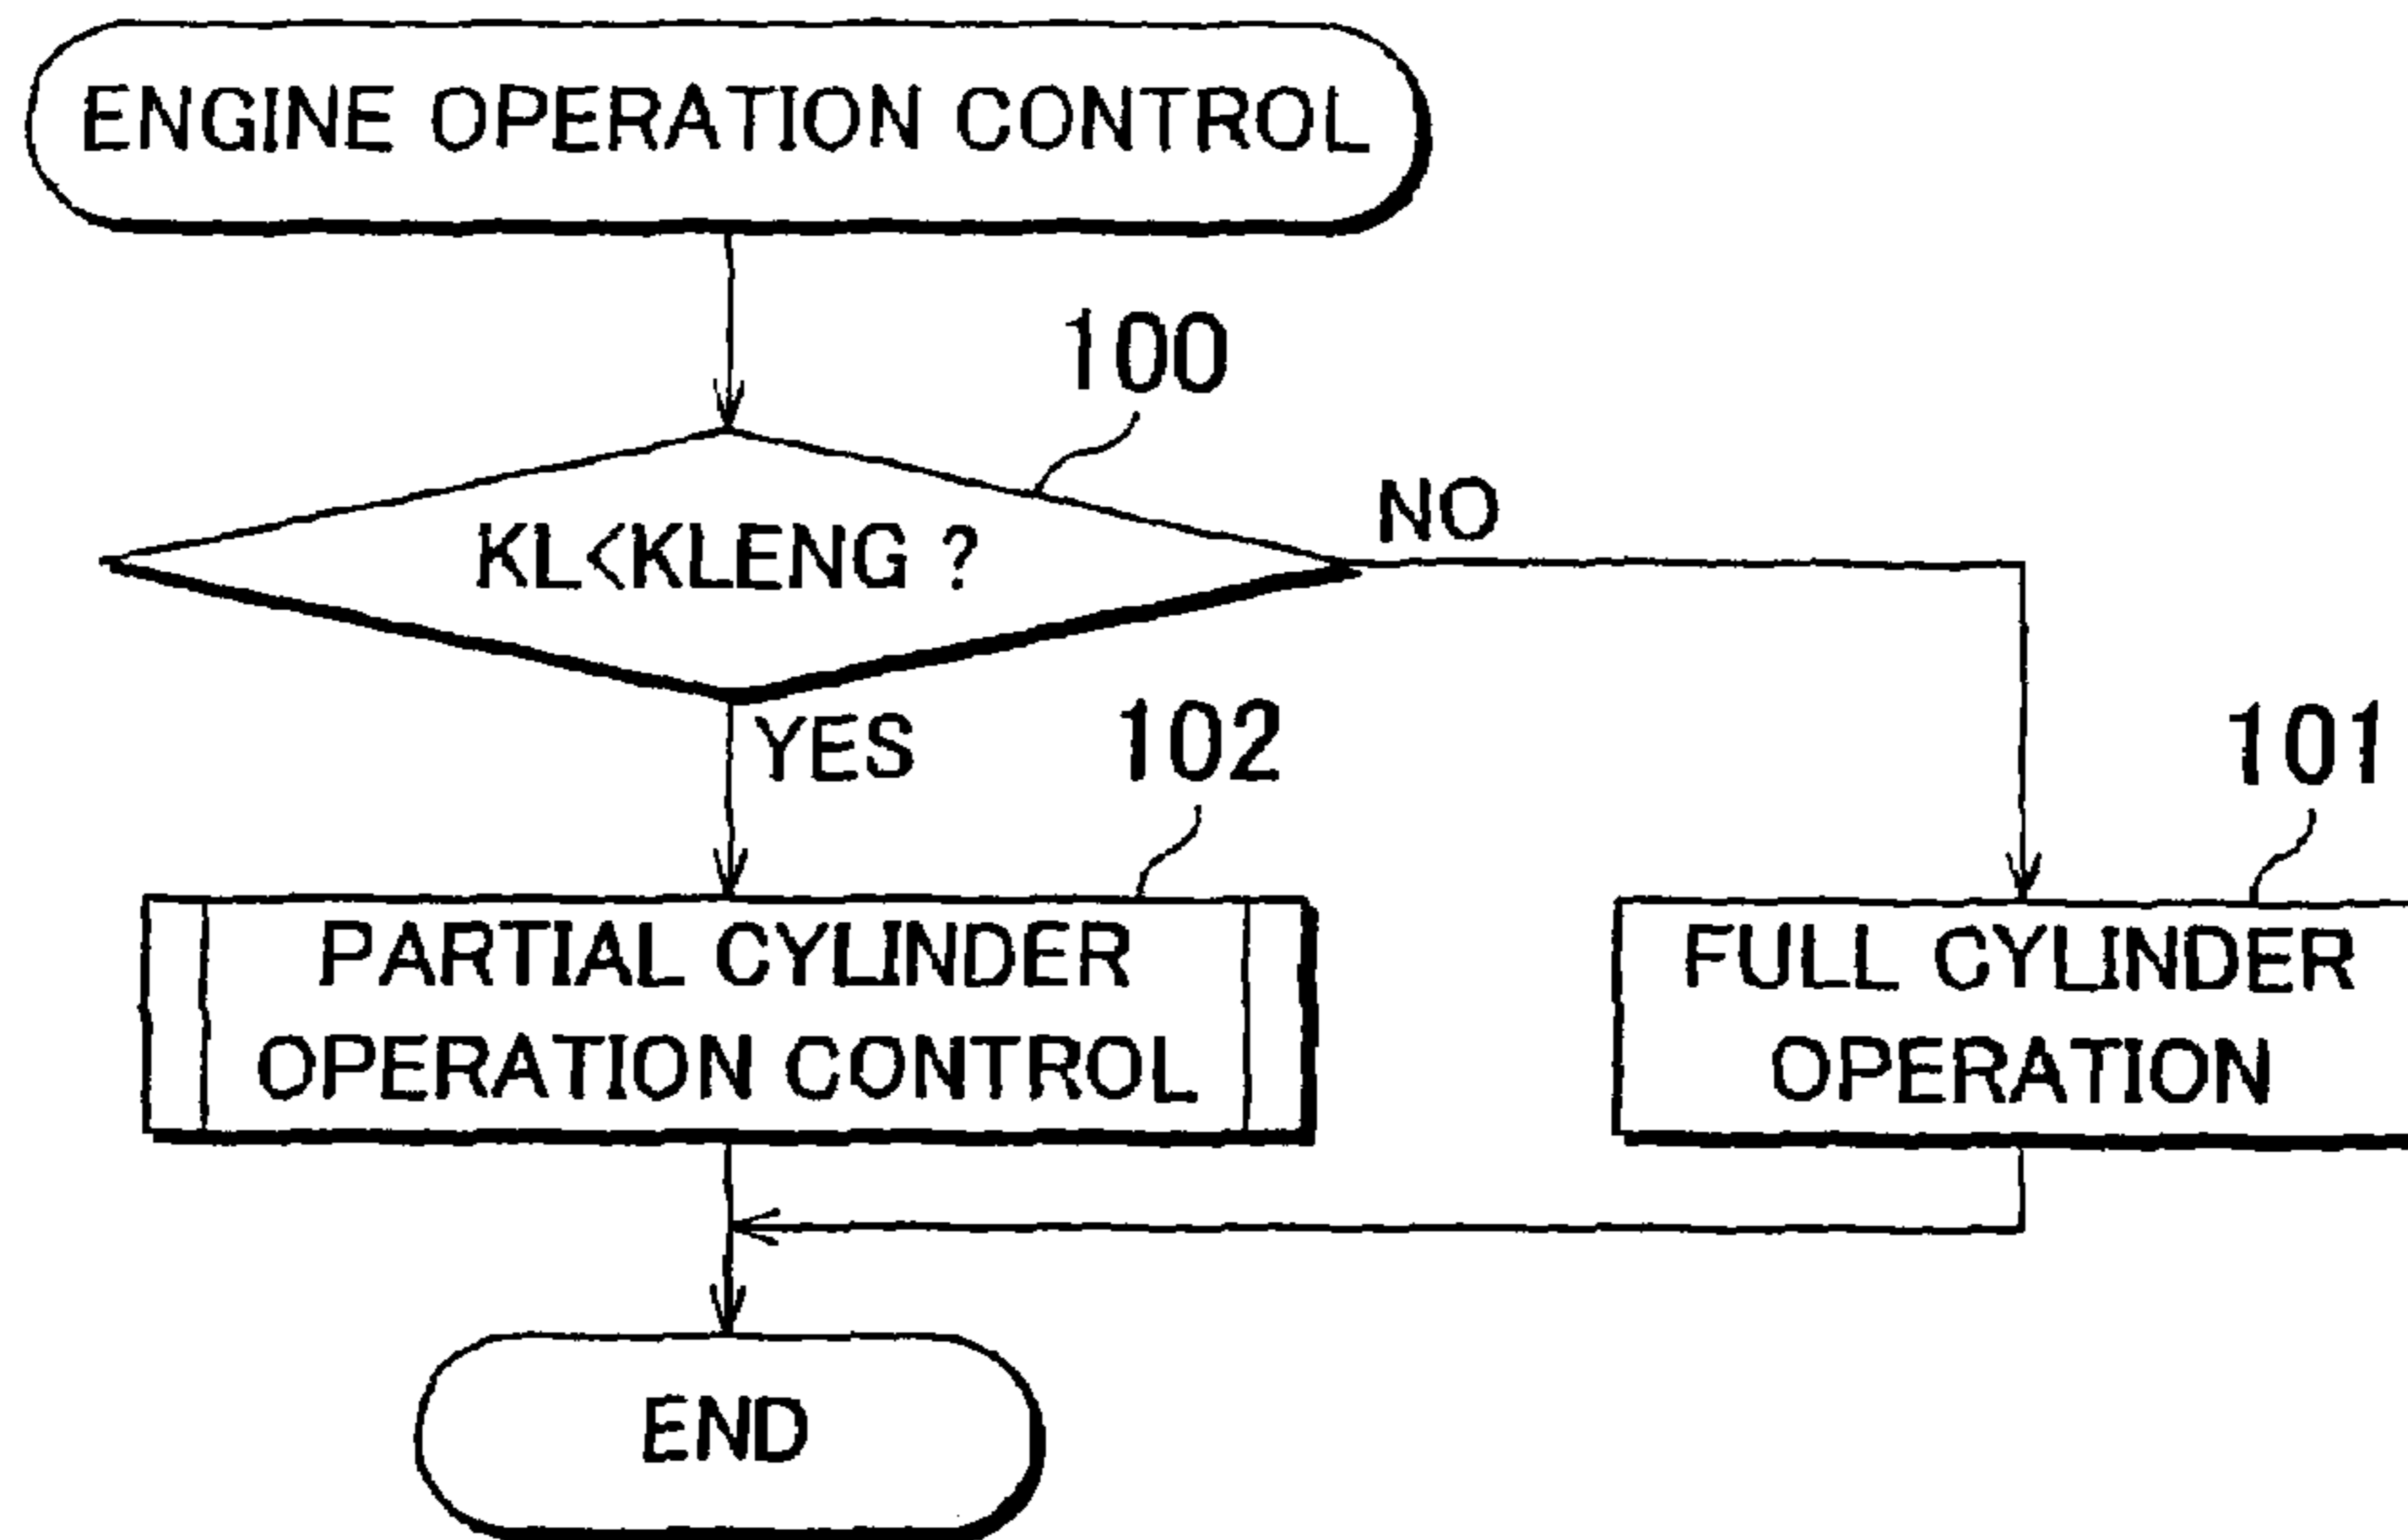 ENGINE OPERATION CONTROL
100
KL<KLENG ?
NO
YES
102
101
PARTIAL CYLINDER
OPERATION CONTROL
FULL CYLINDER
OPERATION
END